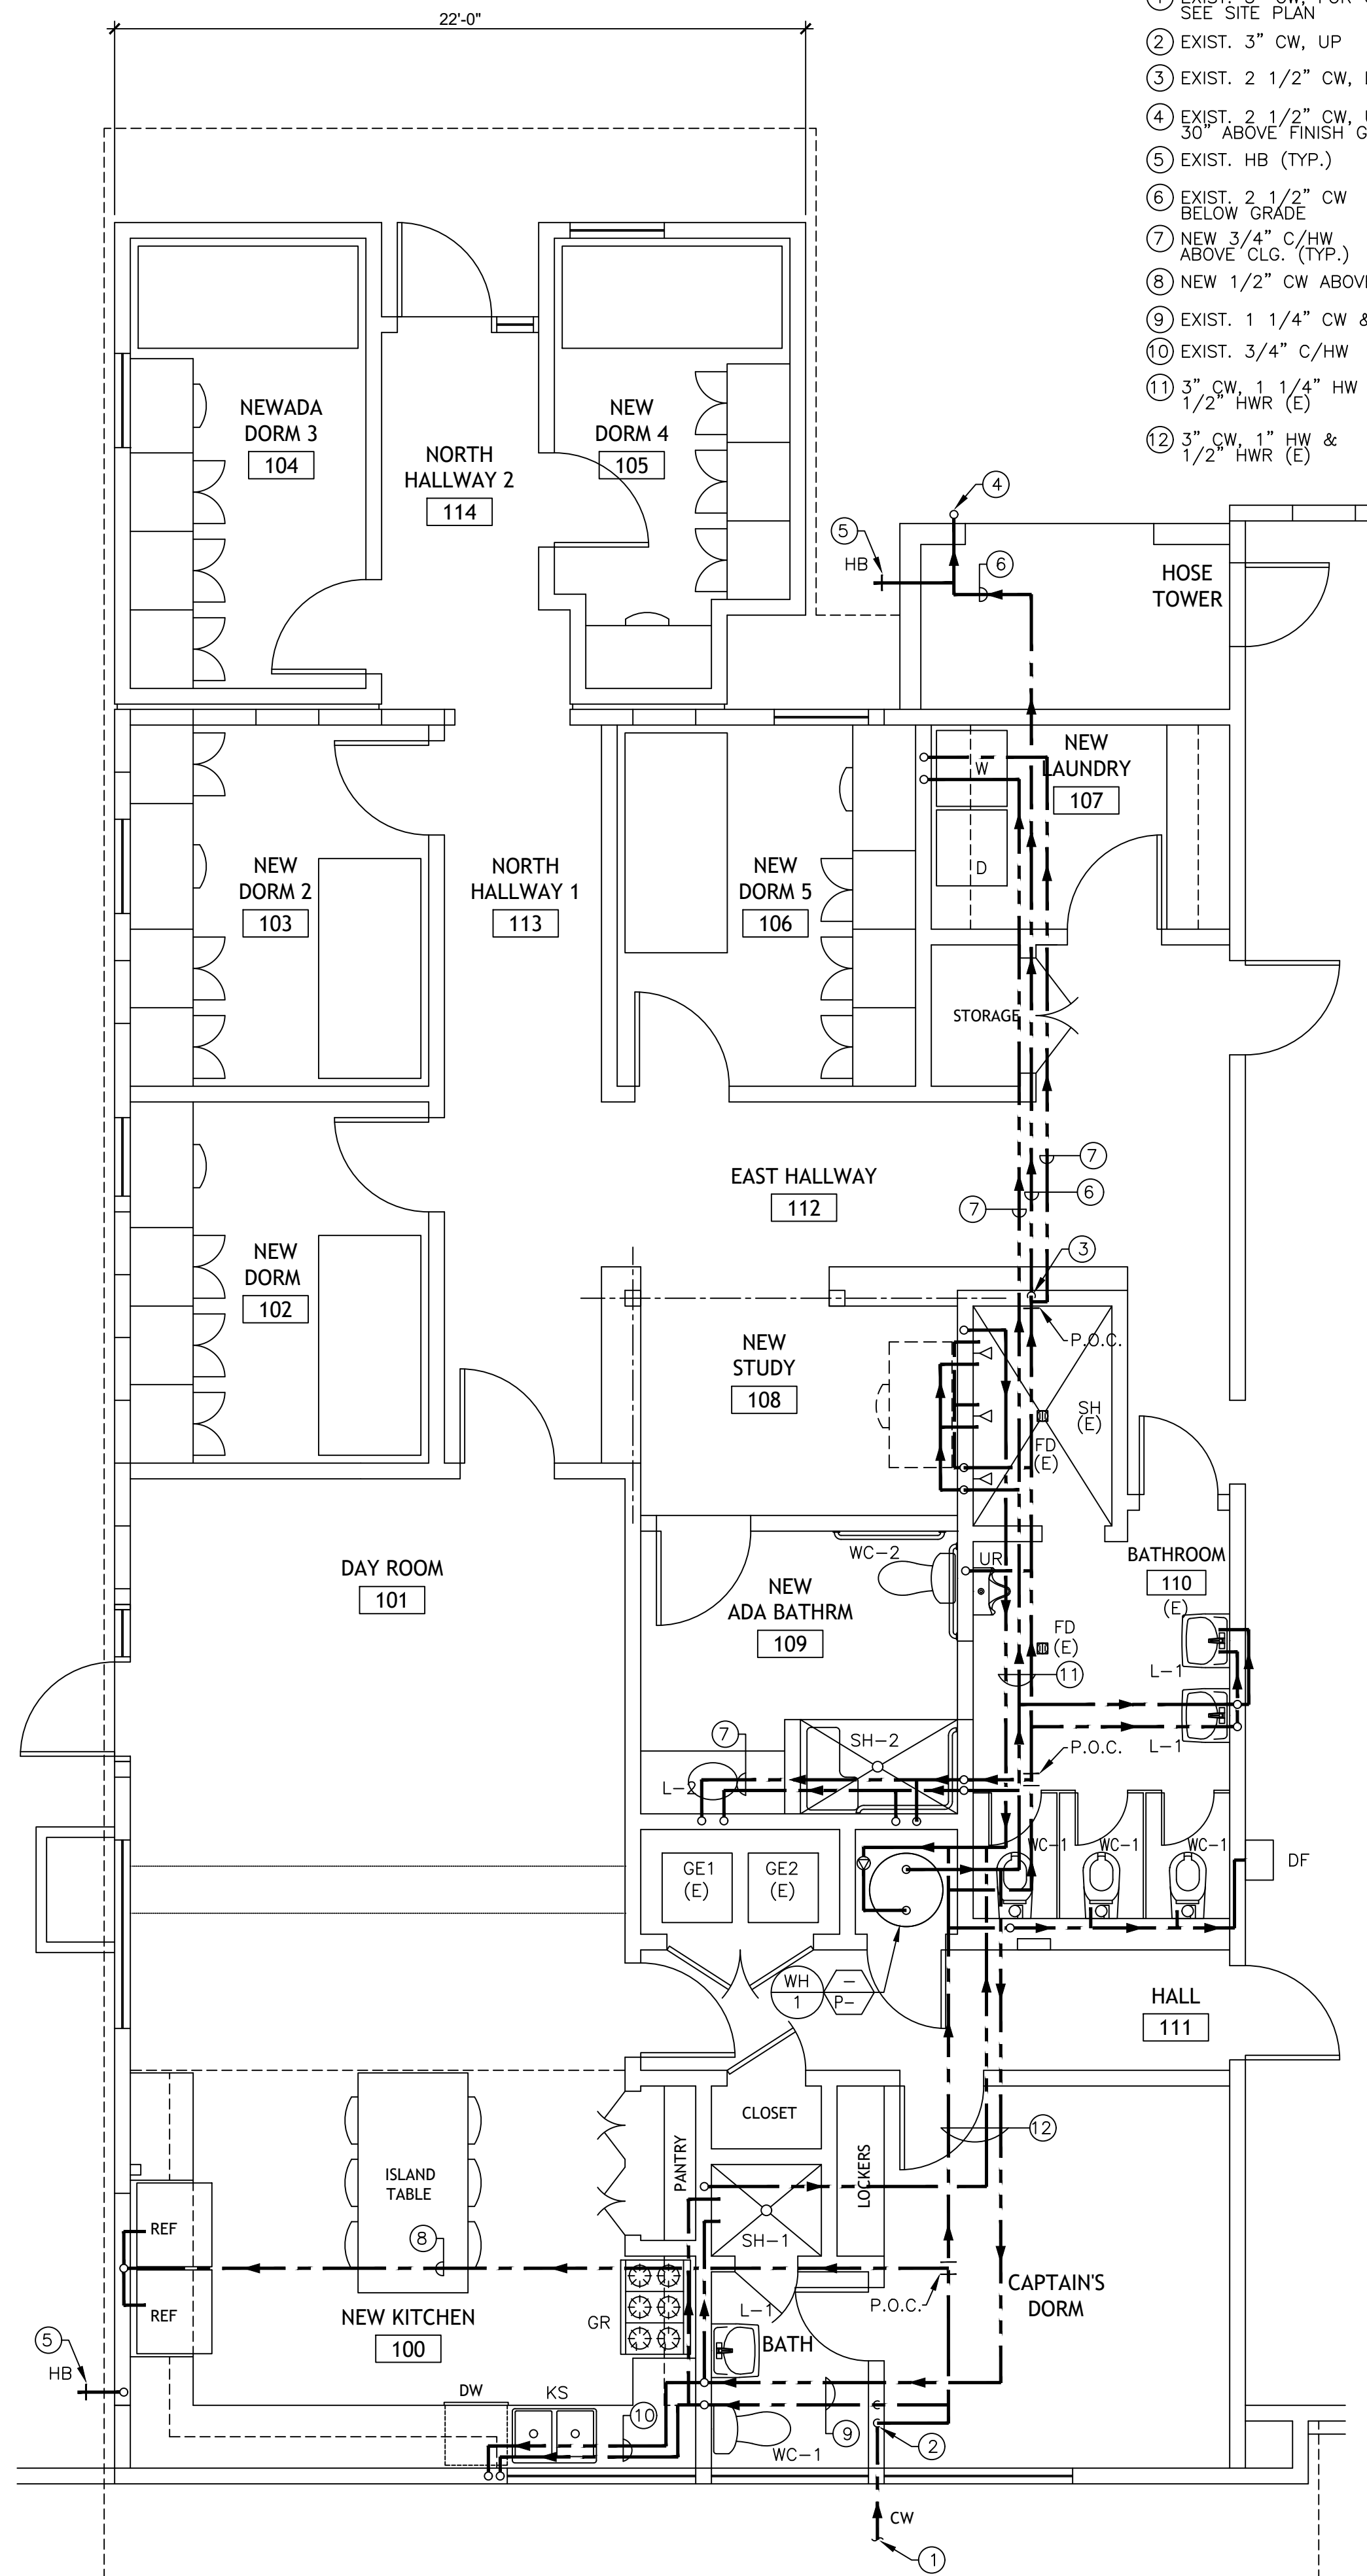 22'-0"
SEE SITE PLAN
2 EXIST. 3" CW, UP
3 EXIST. 2 1/2" CW,
4 EXIST. 2 1/2" CW,
30" ABOVE FINISH G
5 EXIST. HB (TYP.)
6 EXIST. 2 1/2" CW
BELOW GRADE
7 NEW 3/4" C/HW
ABOVE CLG. (TYP.)
8 NEW 1/2" CW ABOV
9 EXIST. 1 1/4" CW &
10 EXIST. 3/4" C/HW
11 3" CW, 1 1/4" HW
1/2" HWR (E)
12 3" CW, 1" HW &
1/2" HWR (E)
NEWADA
DORM 3
104
NORTH
HALLWAY 2
114
NEW
DORM 4
105
4
5
HB
6
HOSE
TOWER
NEW
DORM 2
103
NORTH
HALLWAY 1
113
NEW
DORM 5
106
W
D
NEW
LAUNDRY
107
STORAGE
EAST HALLWAY
112
7
6
7
3
NEW
DORM
102
NEW
STUDY
108
P.O.C.
SH
(E)
FD
(E)
DAY ROOM
101
WC-2
NEW
ADA BATHRM
109
UR
BATHROOM
110
(E)
FD
(E)
11
L-1
L-1
P.O.C.
7
SH-2
L-2
GE1
(E)
GE2
(E)
WC-1
WC-1
WC-1
DF
WH
1
-
P-
HALL
111
CLOSET
PANTRY
LOCKERS
12
ISLAND
TABLE
REF
8
REF
SH-1
L-1
P.O.C.
CAPTAIN'S
DORM
NEW KITCHEN
100
GR
BATH
5
HB
DW
KS
10
9
2
WC-1
CW
1